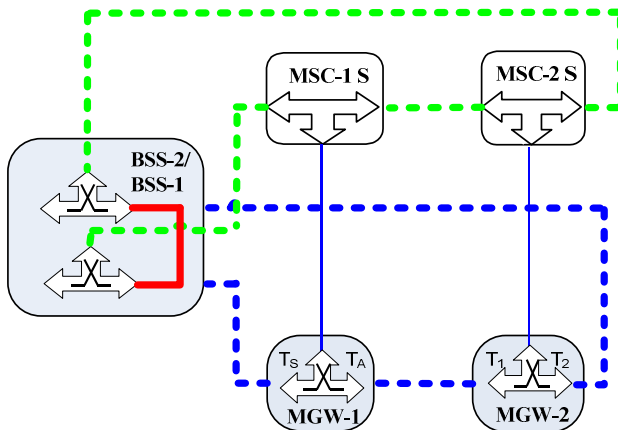 MSC-1 S
MSC-2 S
BSS-2/
BSS-1
TS
TA
MGW-1
T1
T2
MGW-2